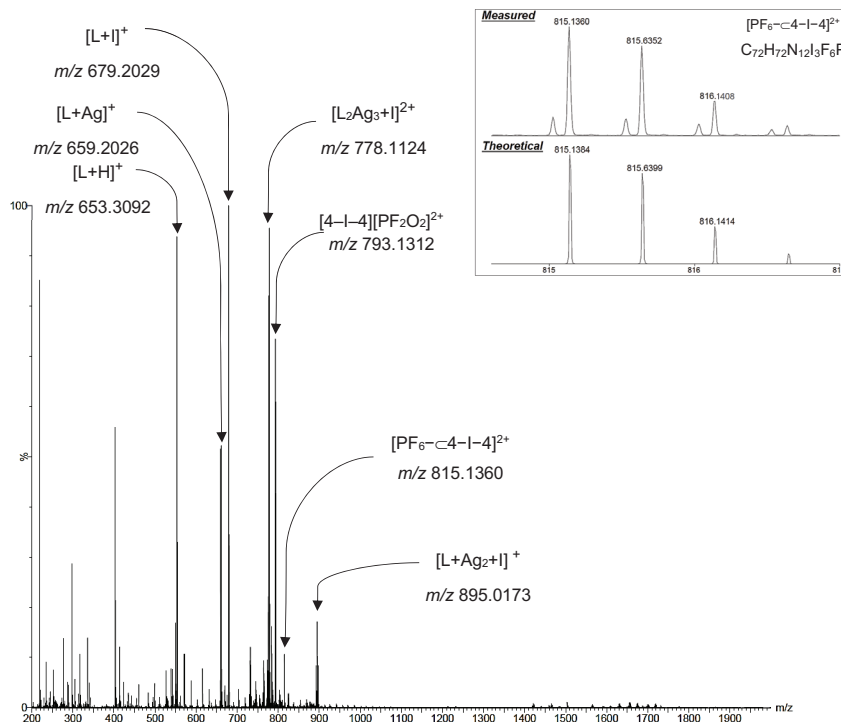 [L+I]⁺
m/z 679.2029
[L+Ag]⁺
m/z 659.2026
[L+H]⁺
m/z 653.3092
[L₂Ag₃+I]²⁺
m/z 778.1124
[4–I–4][PF₂O₂]²⁺
m/z 793.1312
[PF₆–⊂4–I–4]²⁺
m/z 815.1360
[L+Ag₂+I] ⁺
m/z 895.0173
Measured
[PF₆–⊂4–I–4]²⁺
C₇₂H₇₂N₁₂I₃F₆P
815.1360
815.6352
816.1408
Theoretical
815.1384
815.6399
816.1414
815
816
81
100
%
0
200 300 400 500 600 700 800 900 1000 1100 1200 1300 1400 1500 1600 1700 1800 1900
m/z